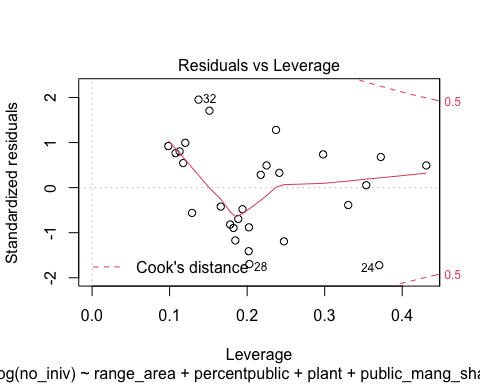 Residuals vs Leverage
Standardized residuals
2
1
0
-1
-2
32
28
24
0.5
0.5
Cook's distance
0.0 0.1 0.2 0.3 0.4
Leverage
og(no_iniv) ~ range_area + percentpublic + plant + public_mang_sha